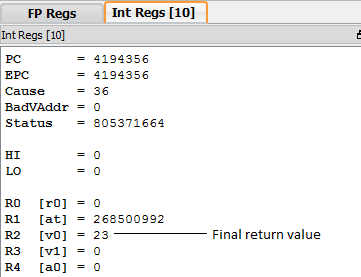 FP Regs Int Regs [10]
Int Regs [10]
PC = 4194356
EPC = 4194356
Cause = 36
BadVAddr = 0
Status = 805371664
HI = 0
LO = 0
R0 [r0] = 0
R1 [at] = 268500992
R2 [v0] = 23 Final return value
R3 [v1] = 0
R4 [a0] = 0